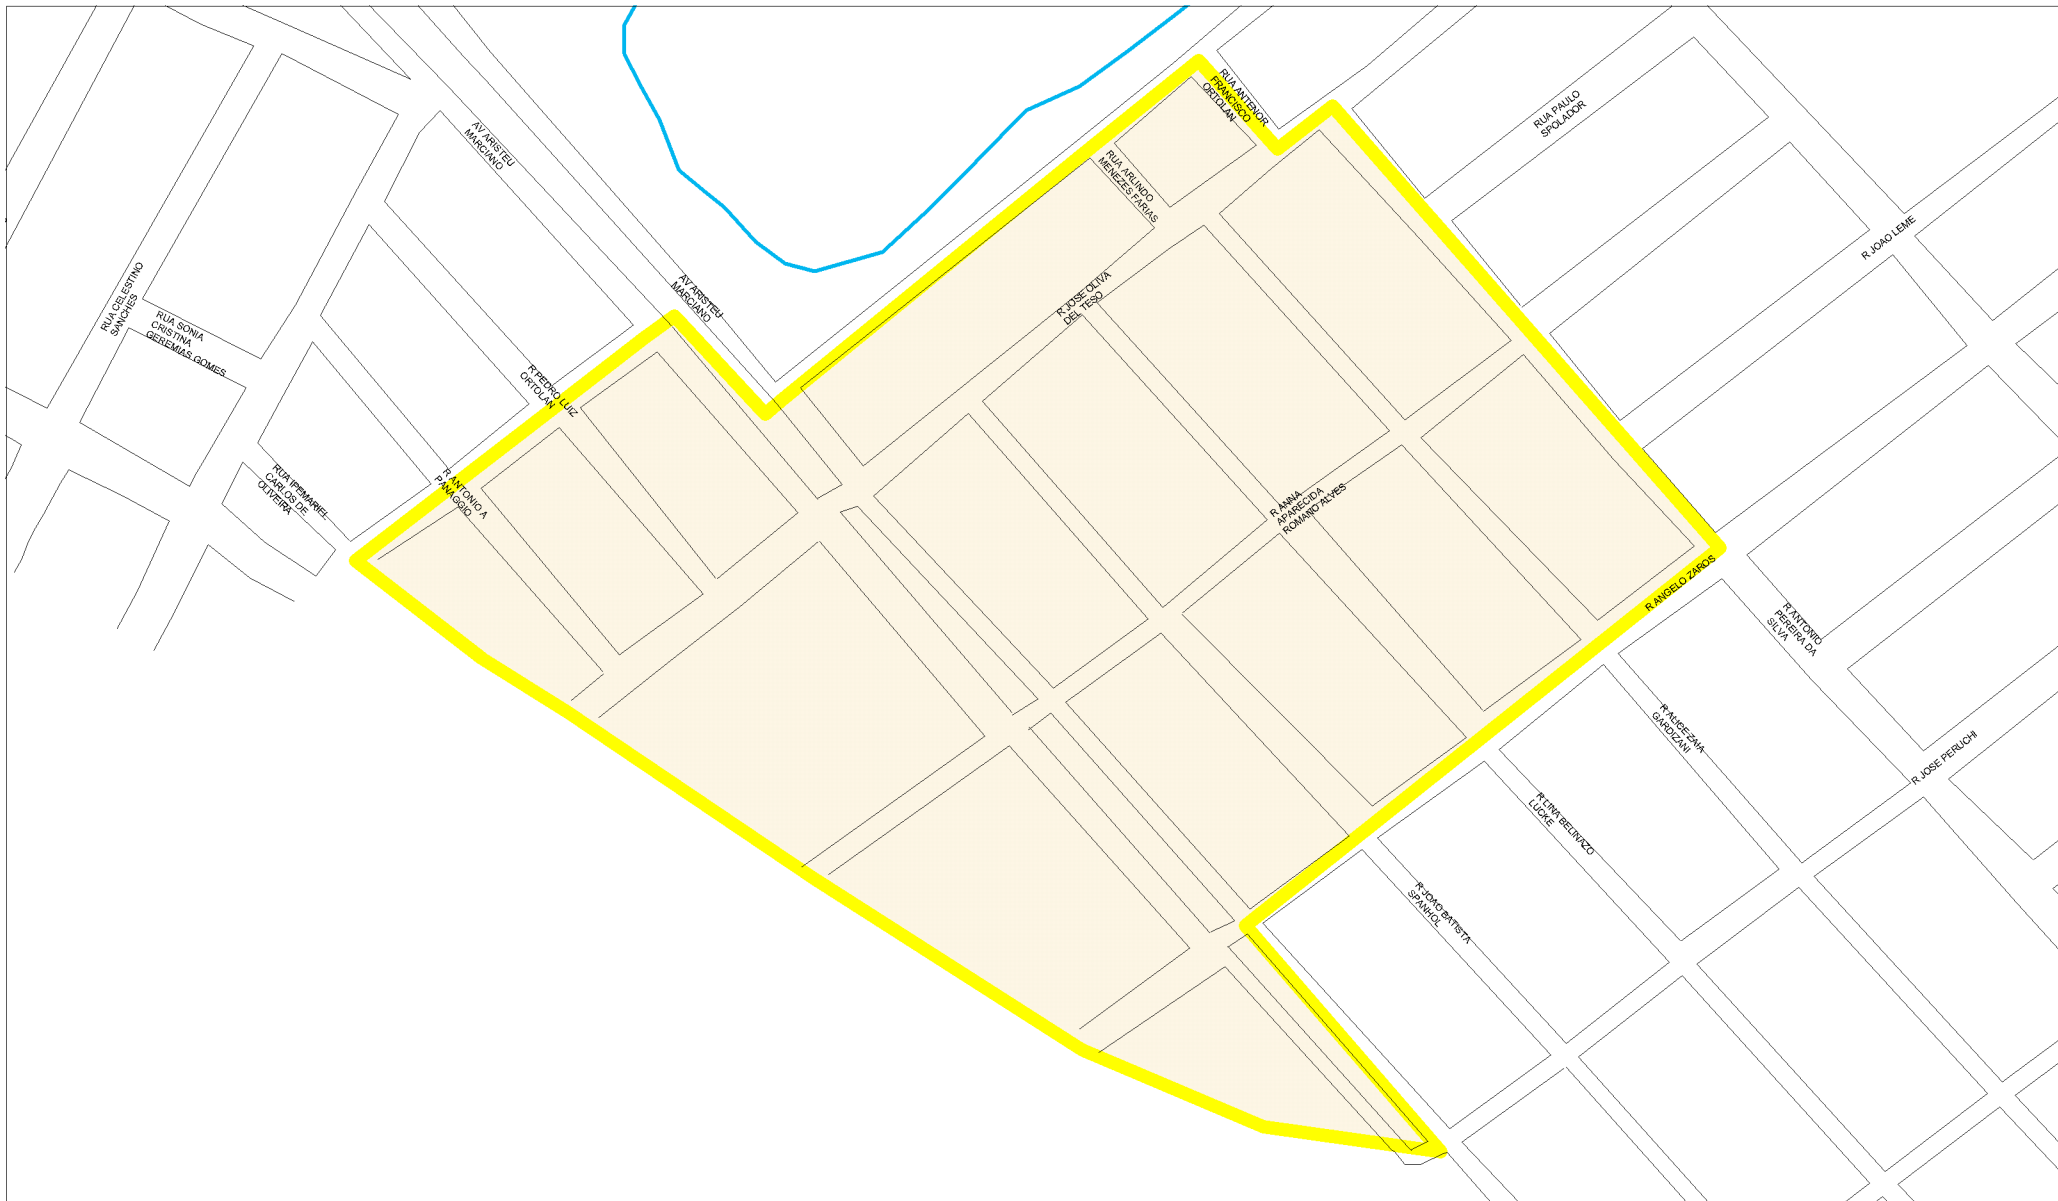 RUA ANTENOR
FRANCISCO
ORTOLAN
RUA PAULO
SPOLADOR
AV ARISTEU
MARCIANO
RUA ARLINDO
MENEZES FARIAS
R JOAO LEME
RUA CELESTINO
SANCHES
AV ARISTEU
MARCIANO
R JOSE OLIVA
DEL TESO
RUA SONIA
CRISTINA
GEREMIAS GOMES
R PEDRO LUIZ
ORTOLAN
RUA IPEMARIEL
CARLOS DE
OLIVEIRA
R ANTONIO A
PANAGGIO
R ANNA
APARECIDA
ROMANO ALVES
R ANGELO ZAROS
R ANTONIO
PEREIRA DA
SILVA
R ALICE ZAIA
GARDIZANI
R JOSE PERUCHI
R LINA BELINAZO
LUCKE
R JOAO BATISTA
SPANHOL